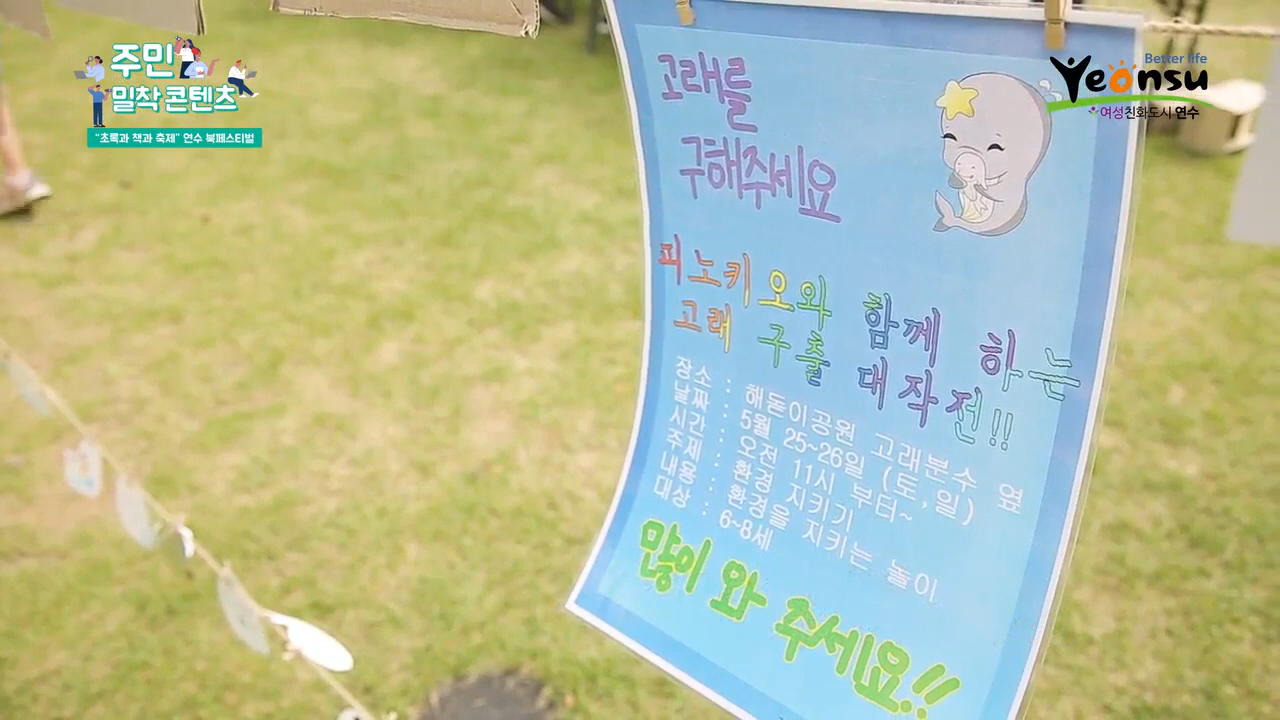 주민
밀착 콘텐츠
"초록과 책과 축제" 연수 북페스티벌
Better life
Yeonsu
여성친화도시 연수
고래를
구해주세요
피노키오와 함께 하는
고래 구출 대작전!!
장소 : 해돋이공원 고래분수 옆
날짜 : 5월 25~26일 (토,일)
시간 : 오전 11시 부터~
주제 : 환경 지키기
내용 : 환경을 지키는 놀이
대상 : 6~8세
많이 와 주세요!!